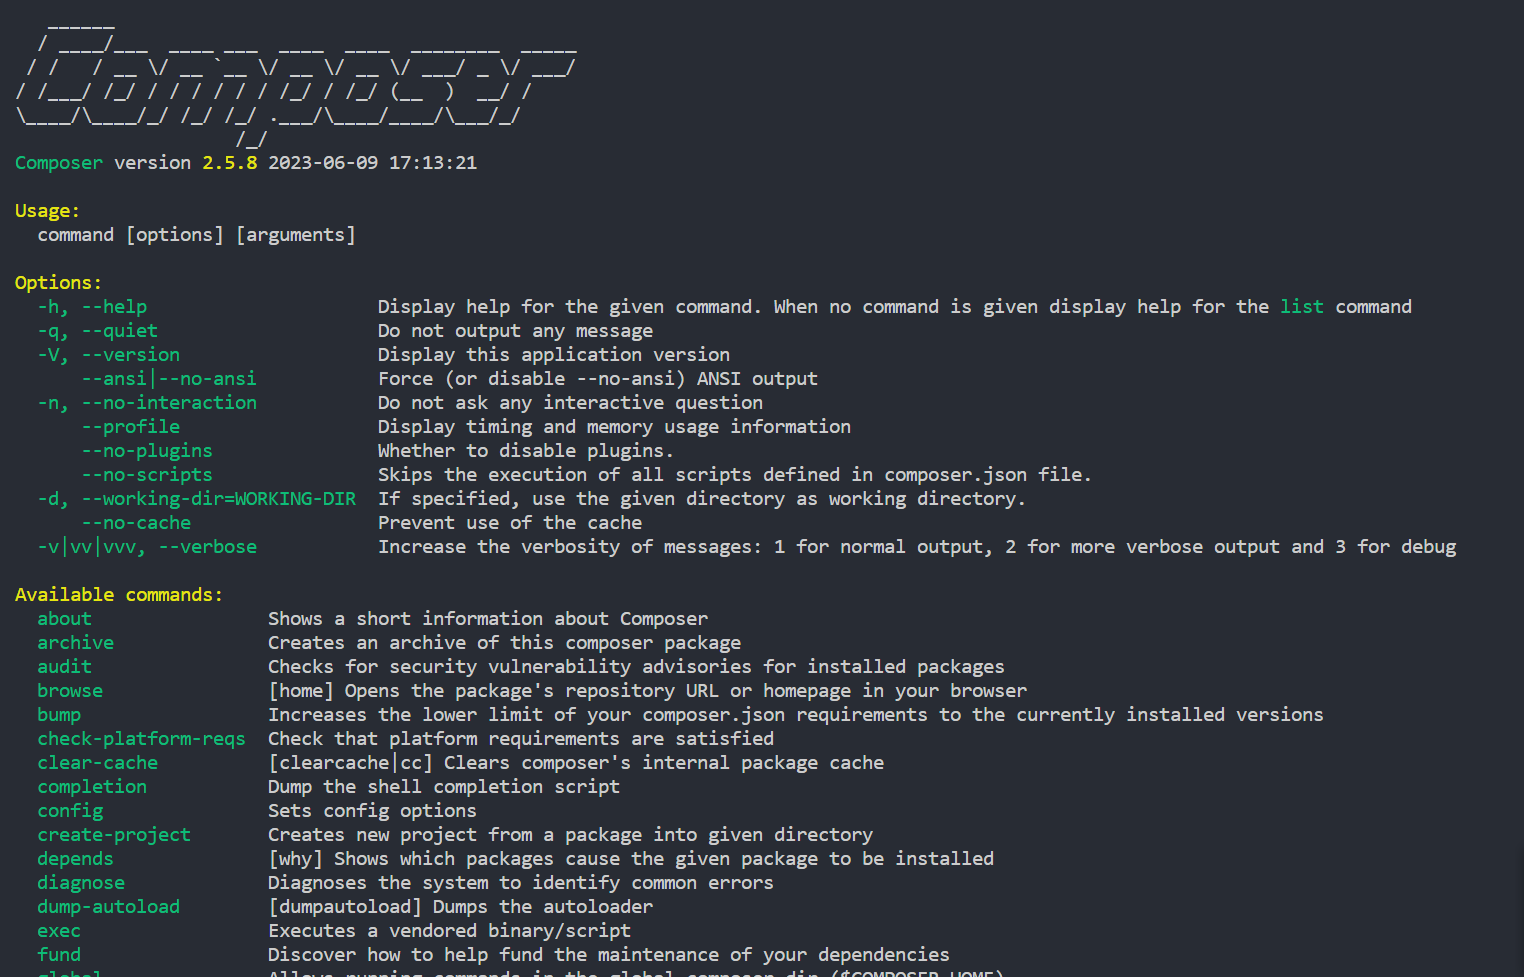 ______
  / ____/___  ____ ___  ____  ____  ________  _____
 / /   / __ \/ __ `__ \/ __ \/ __ \/ ___/ _ \/ ___/
/ /___/ /_/ / / / / / / /_/ / /_/ (__  )  __/ /
\____/\____/_/ /_/ /_/ .___/\____/____/\___/_/
                    /_/
Composer version 2.5.8 2023-06-09 17:13:21

Usage:
  command [options] [arguments]

Options:
  -h, --help                     Display help for the given command. When no command is given display help for the list command
  -q, --quiet                    Do not output any message
  -V, --version                  Display this application version
      --ansi|--no-ansi           Force (or disable --no-ansi) ANSI output
  -n, --no-interaction           Do not ask any interactive question
      --profile                  Display timing and memory usage information
      --no-plugins               Whether to disable plugins.
      --no-scripts               Skips the execution of all scripts defined in composer.json file.
  -d, --working-dir=WORKING-DIR  If specified, use the given directory as working directory.
      --no-cache                 Prevent use of the cache
  -v|vv|vvv, --verbose           Increase the verbosity of messages: 1 for normal output, 2 for more verbose output and 3 for debug

Available commands:
  about                Shows a short information about Composer
  archive              Creates an archive of this composer package
  audit                Checks for security vulnerability advisories for installed packages
  browse               [home] Opens the package's repository URL or homepage in your browser
  bump                 Increases the lower limit of your composer.json requirements to the currently installed versions
  check-platform-reqs  Check that platform requirements are satisfied
  clear-cache          [clearcache|cc] Clears composer's internal package cache
  completion           Dump the shell completion script
  config               Sets config options
  create-project       Creates new project from a package into given directory
  depends              [why] Shows which packages cause the given package to be installed
  diagnose             Diagnoses the system to identify common errors
  dump-autoload        [dumpautoload] Dumps the autoloader
  exec                 Executes a vendored binary/script
  fund                 Discover how to help fund the maintenance of your dependencies
  global               Allows running commands in the global composer dir ($COMPOSER_HOME)